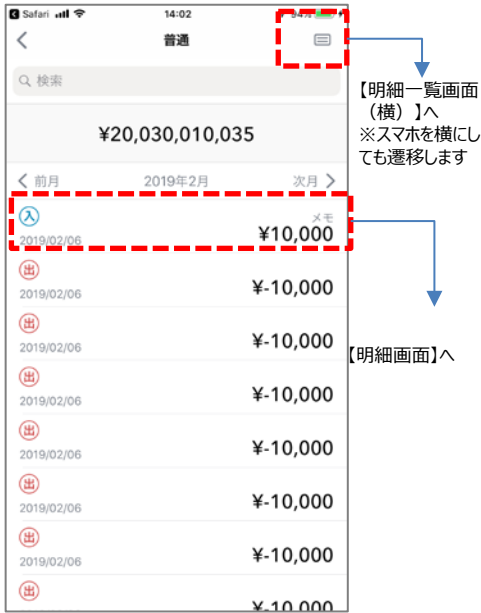 Safari 14:02 94%
普通
検索
【明細一覧画面
（横）】へ
※スマホを横にし
ても遷移します
¥20,030,010,035
前月 2019年2月 次月
入 メモ
2019/02/06 ¥10,000
出
2019/02/06 ¥-10,000
出
2019/02/06 ¥-10,000
【明細画面】へ
出
2019/02/06 ¥-10,000
出
2019/02/06 ¥-10,000
出
2019/02/06 ¥-10,000
出
2019/02/06 ¥-10,000
出
¥-10,000